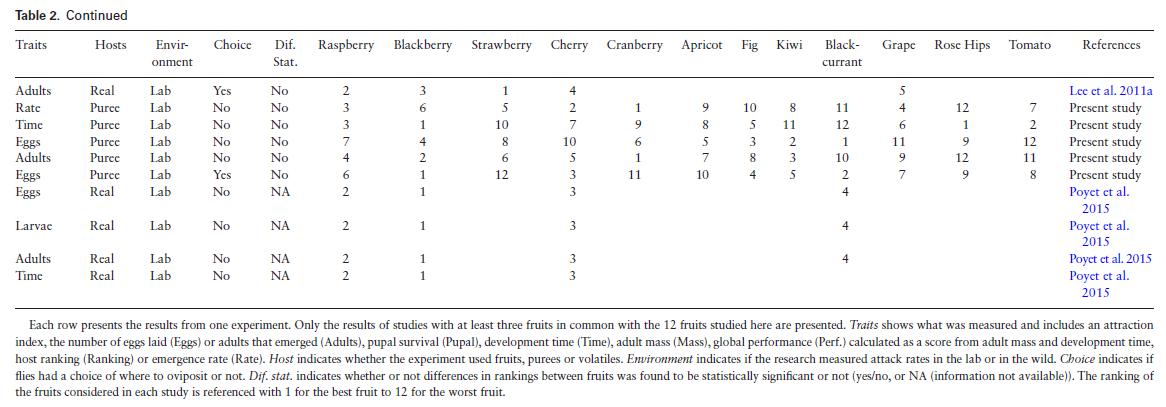 Table 2. Continued
Traits Hosts Envir- Choice Dif. Raspberry Blackberry Strawberry Cherry Cranberry Apricot Fig Kiwi Black- Grape Rose Hips Tomato References
onment Stat. currant
Adults Real Lab Yes No 2 3 1 4 5 Lee et al. 2011a
Rate Puree Lab No No 3 6 5 2 1 9 10 8 11 4 12 7 Present study
Time Puree Lab No No 3 1 10 7 9 8 5 11 12 6 1 2 Present study
Eggs Puree Lab No No 7 4 8 10 6 5 3 2 1 11 9 12 Present study
Adults Puree Lab No No 4 2 6 5 1 7 8 3 10 9 12 11 Present study
Eggs Puree Lab Yes No 6 1 12 3 11 10 4 5 2 7 9 8 Present study
Eggs Real Lab No NA 2 1 3 4 Poyet et al.
2015
Larvae Real Lab No NA 2 1 3 4 Poyet et al.
2015
Adults Real Lab No NA 2 1 3 4 Poyet et al. 2015
Time Real Lab No NA 2 1 3 Poyet et al.
2015
Each row presents the results from one experiment. Only the results of studies with at least three fruits in common with the 12 fruits studied here are presented. Traits shows what was measured and includes an attraction
index, the number of eggs laid (Eggs) or adults that emerged (Adults), pupal survival (Pupal), development time (Time), adult mass (Mass), global performance (Perf.) calculated as a score from adult mass and development time,
host ranking (Ranking) or emergence rate (Rate). Host indicates whether the experiment used fruits, purees or volatiles. Environment indicates if the research measured attack rates in the lab or in the wild. Choice indicates if
flies had a choice of where to oviposit or not. Dif. stat. indicates whether or not differences in rankings between fruits was found to be statistically significant or not (yes/no, or NA (information not available)). The ranking of
the fruits considered in each study is referenced with 1 for the best fruit to 12 for the worst fruit.